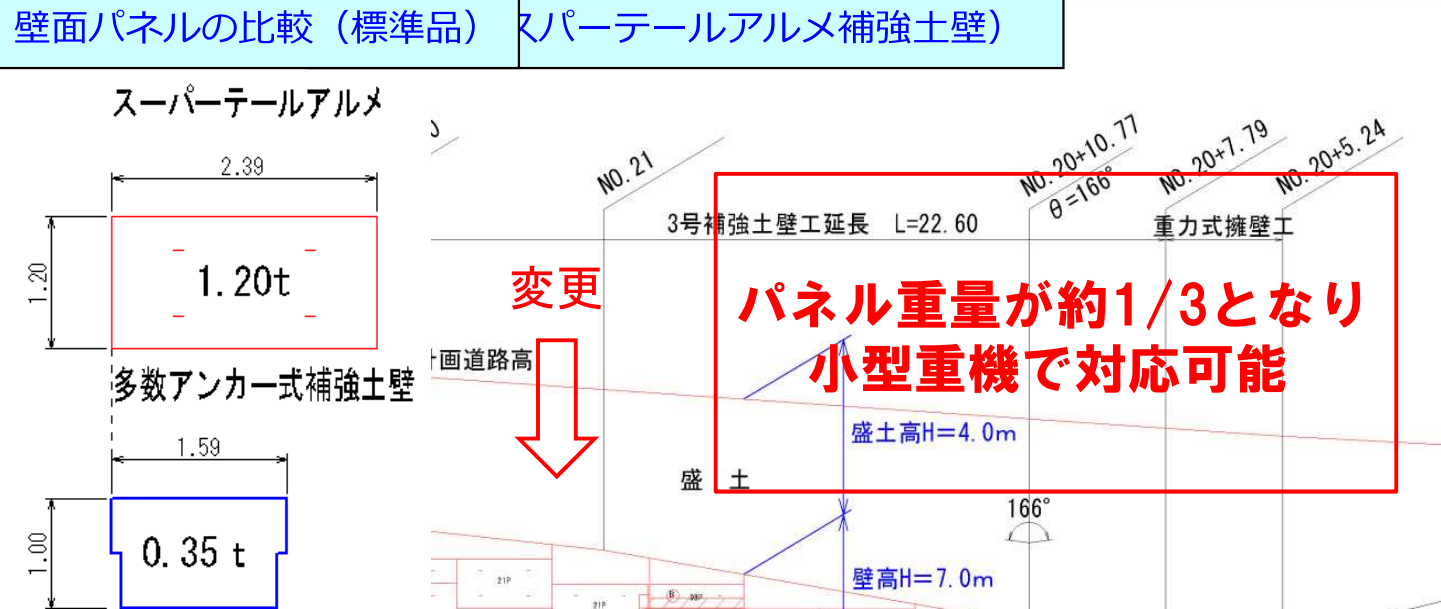 壁面パネルの比較（標準品）
スパーテールアルメ補強土壁）
スーパーテールアルメ
2.39
1.20
1.20t
多数アンカー式補強土壁
1.59
1.00
0.35 t
変更
計画道路高
NO.21
NO.20+10.77
θ=166°
NO.20+7.79
NO.20+5.24
3号補強土壁工延長 L=22.60
重力式擁壁工
パネル重量が約1/3となり
小型重機で対応可能
盛土高H＝4.0m
盛 土
166°
壁高H＝7.0m
21P
21P
B